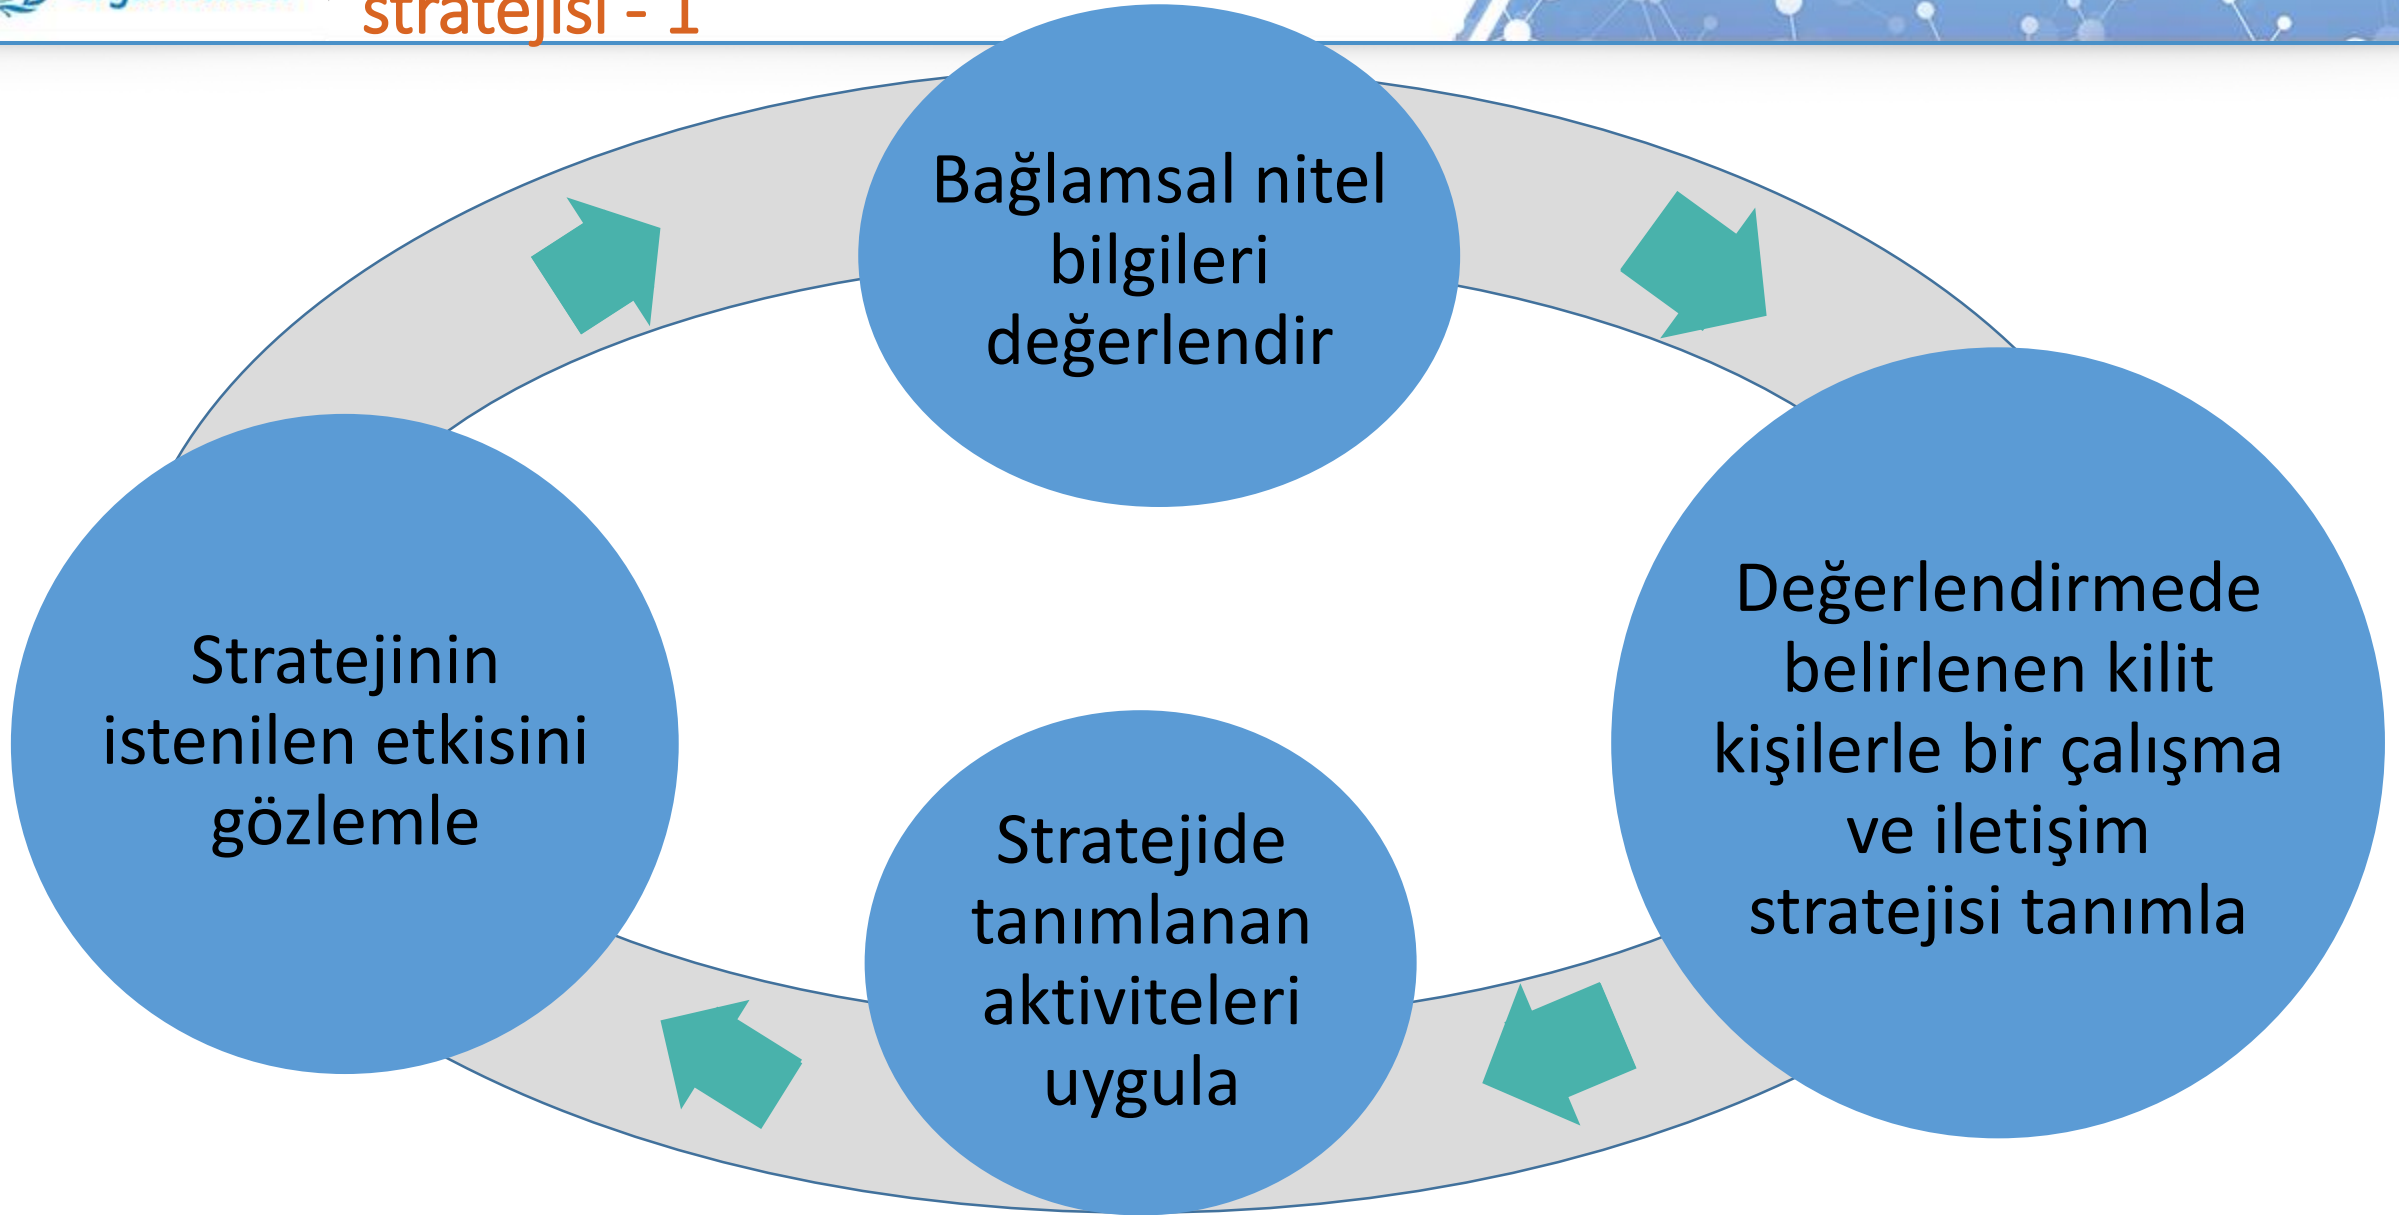 stratejisi - 1
Bağlamsal nitel
bilgileri
değerlendir
Değerlendirmede
belirlenen kilit
kişilerle bir çalışma
ve iletişim
stratejisi tanımla
Stratejide
tanımlanan
aktiviteleri
uygula
Stratejinin
istenilen etkisini
gözlemle